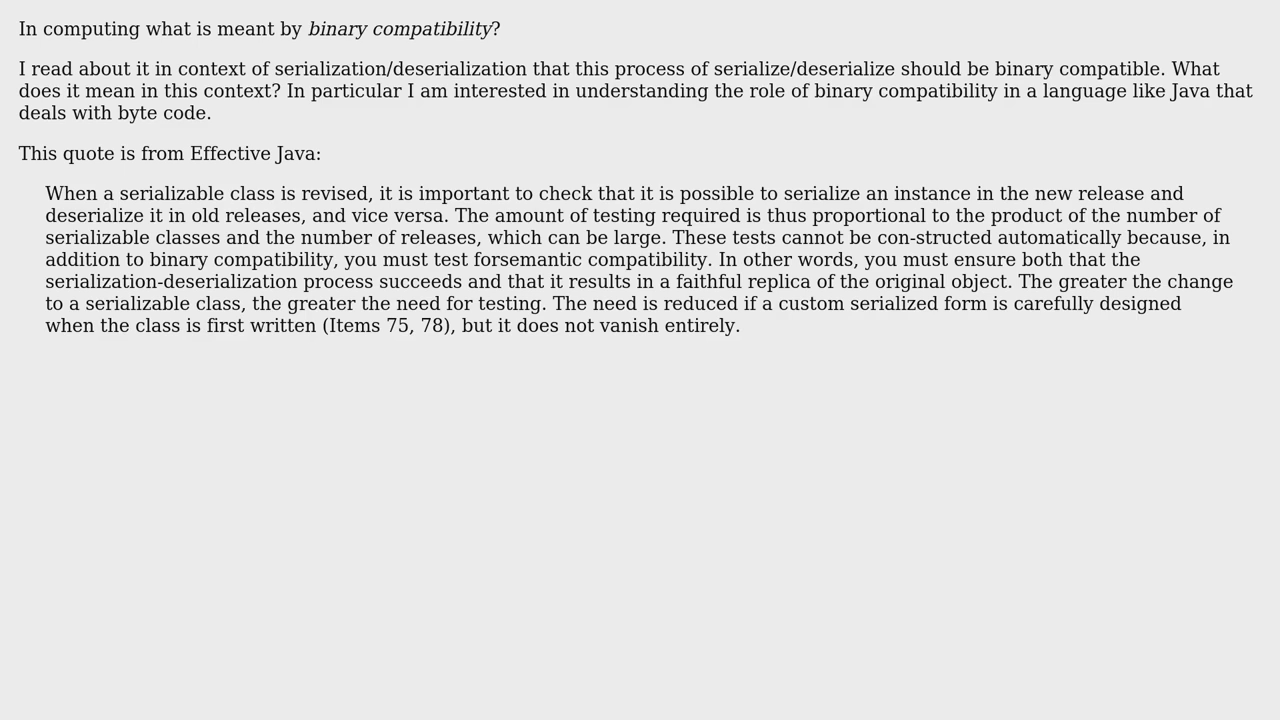 In computing what is meant by binary compatibility?
I read about it in context of serialization/deserialization that this process of serialize/deserialize should be binary compatible. What
does it mean in this context? In particular I am interested in understanding the role of binary compatibility in a language like Java that
deals with byte code.
This quote is from Effective Java:
When a serializable class is revised, it is important to check that it is possible to serialize an instance in the new release and
deserialize it in old releases, and vice versa. The amount of testing required is thus proportional to the product of the number of
serializable classes and the number of releases, which can be large. These tests cannot be con-structed automatically because, in
addition to binary compatibility, you must test forsemantic compatibility. In other words, you must ensure both that the
serialization-deserialization process succeeds and that it results in a faithful replica of the original object. The greater the change
to a serializable class, the greater the need for testing. The need is reduced if a custom serialized form is carefully designed
when the class is first written (Items 75, 78), but it does not vanish entirely.